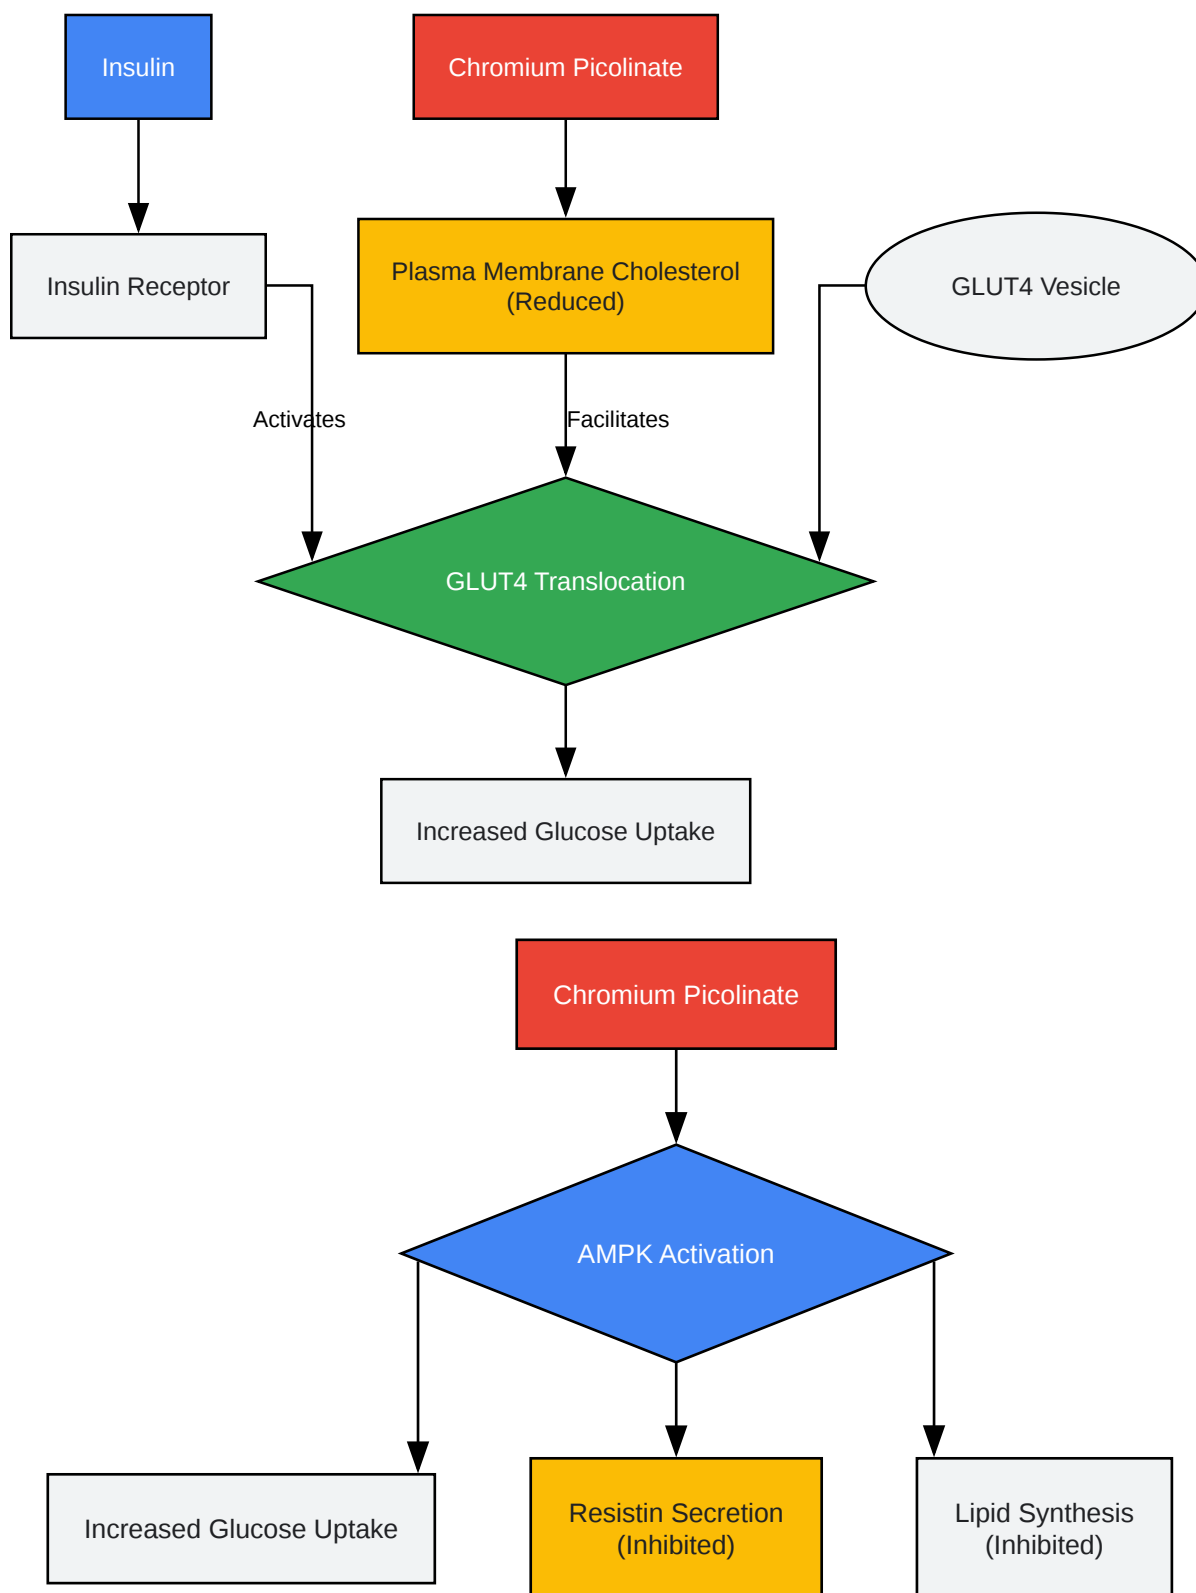 Insulin
Chromium Picolinate
Insulin Receptor
Plasma Membrane Cholesterol
(Reduced)
GLUT4 Vesicle
Activates
Facilitates
GLUT4 Translocation
Increased Glucose Uptake
Chromium Picolinate
AMPK Activation
Increased Glucose Uptake
Resistin Secretion
(Inhibited)
Lipid Synthesis
(Inhibited)